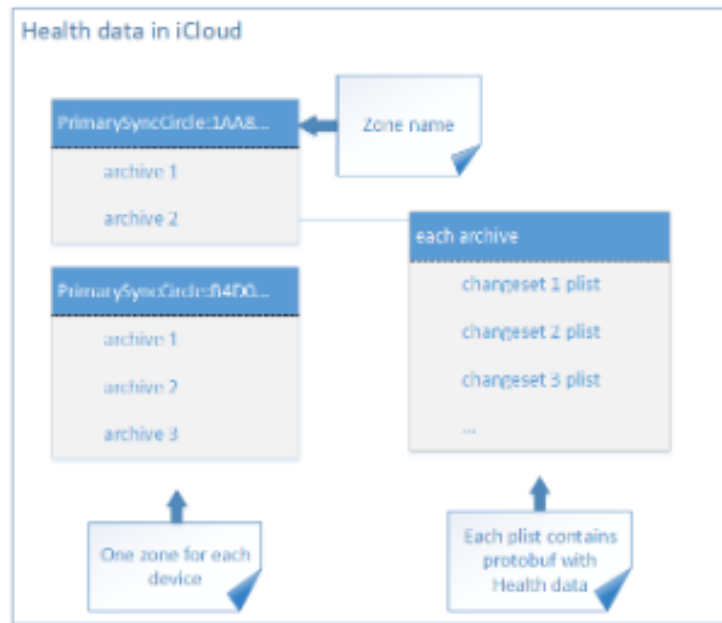 Health data in iCloud
PrimarySyncCircle:1AA8...
archive 1
archive 2
Zone name
each archive
changeset 1 plist
changeset 2 plist
changeset 3 plist
...
PrimarySyncCircle:B4D0...
archive 1
archive 2
archive 3
One zone for each
device
Each plist contains
protobuf with
Health data